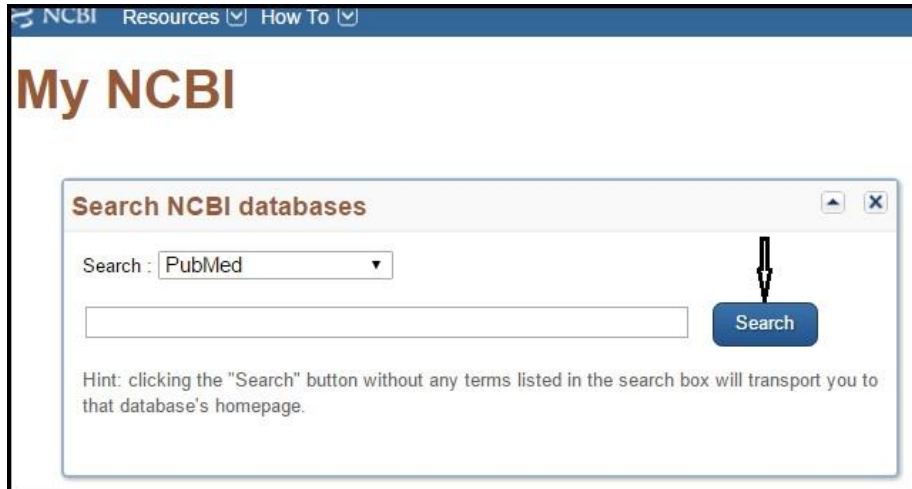 NCBI Resources How To
My NCBI
Search NCBI databases
Search : PubMed
Search
Hint: clicking the "Search" button without any terms listed in the search box will transport you to
that database's homepage.